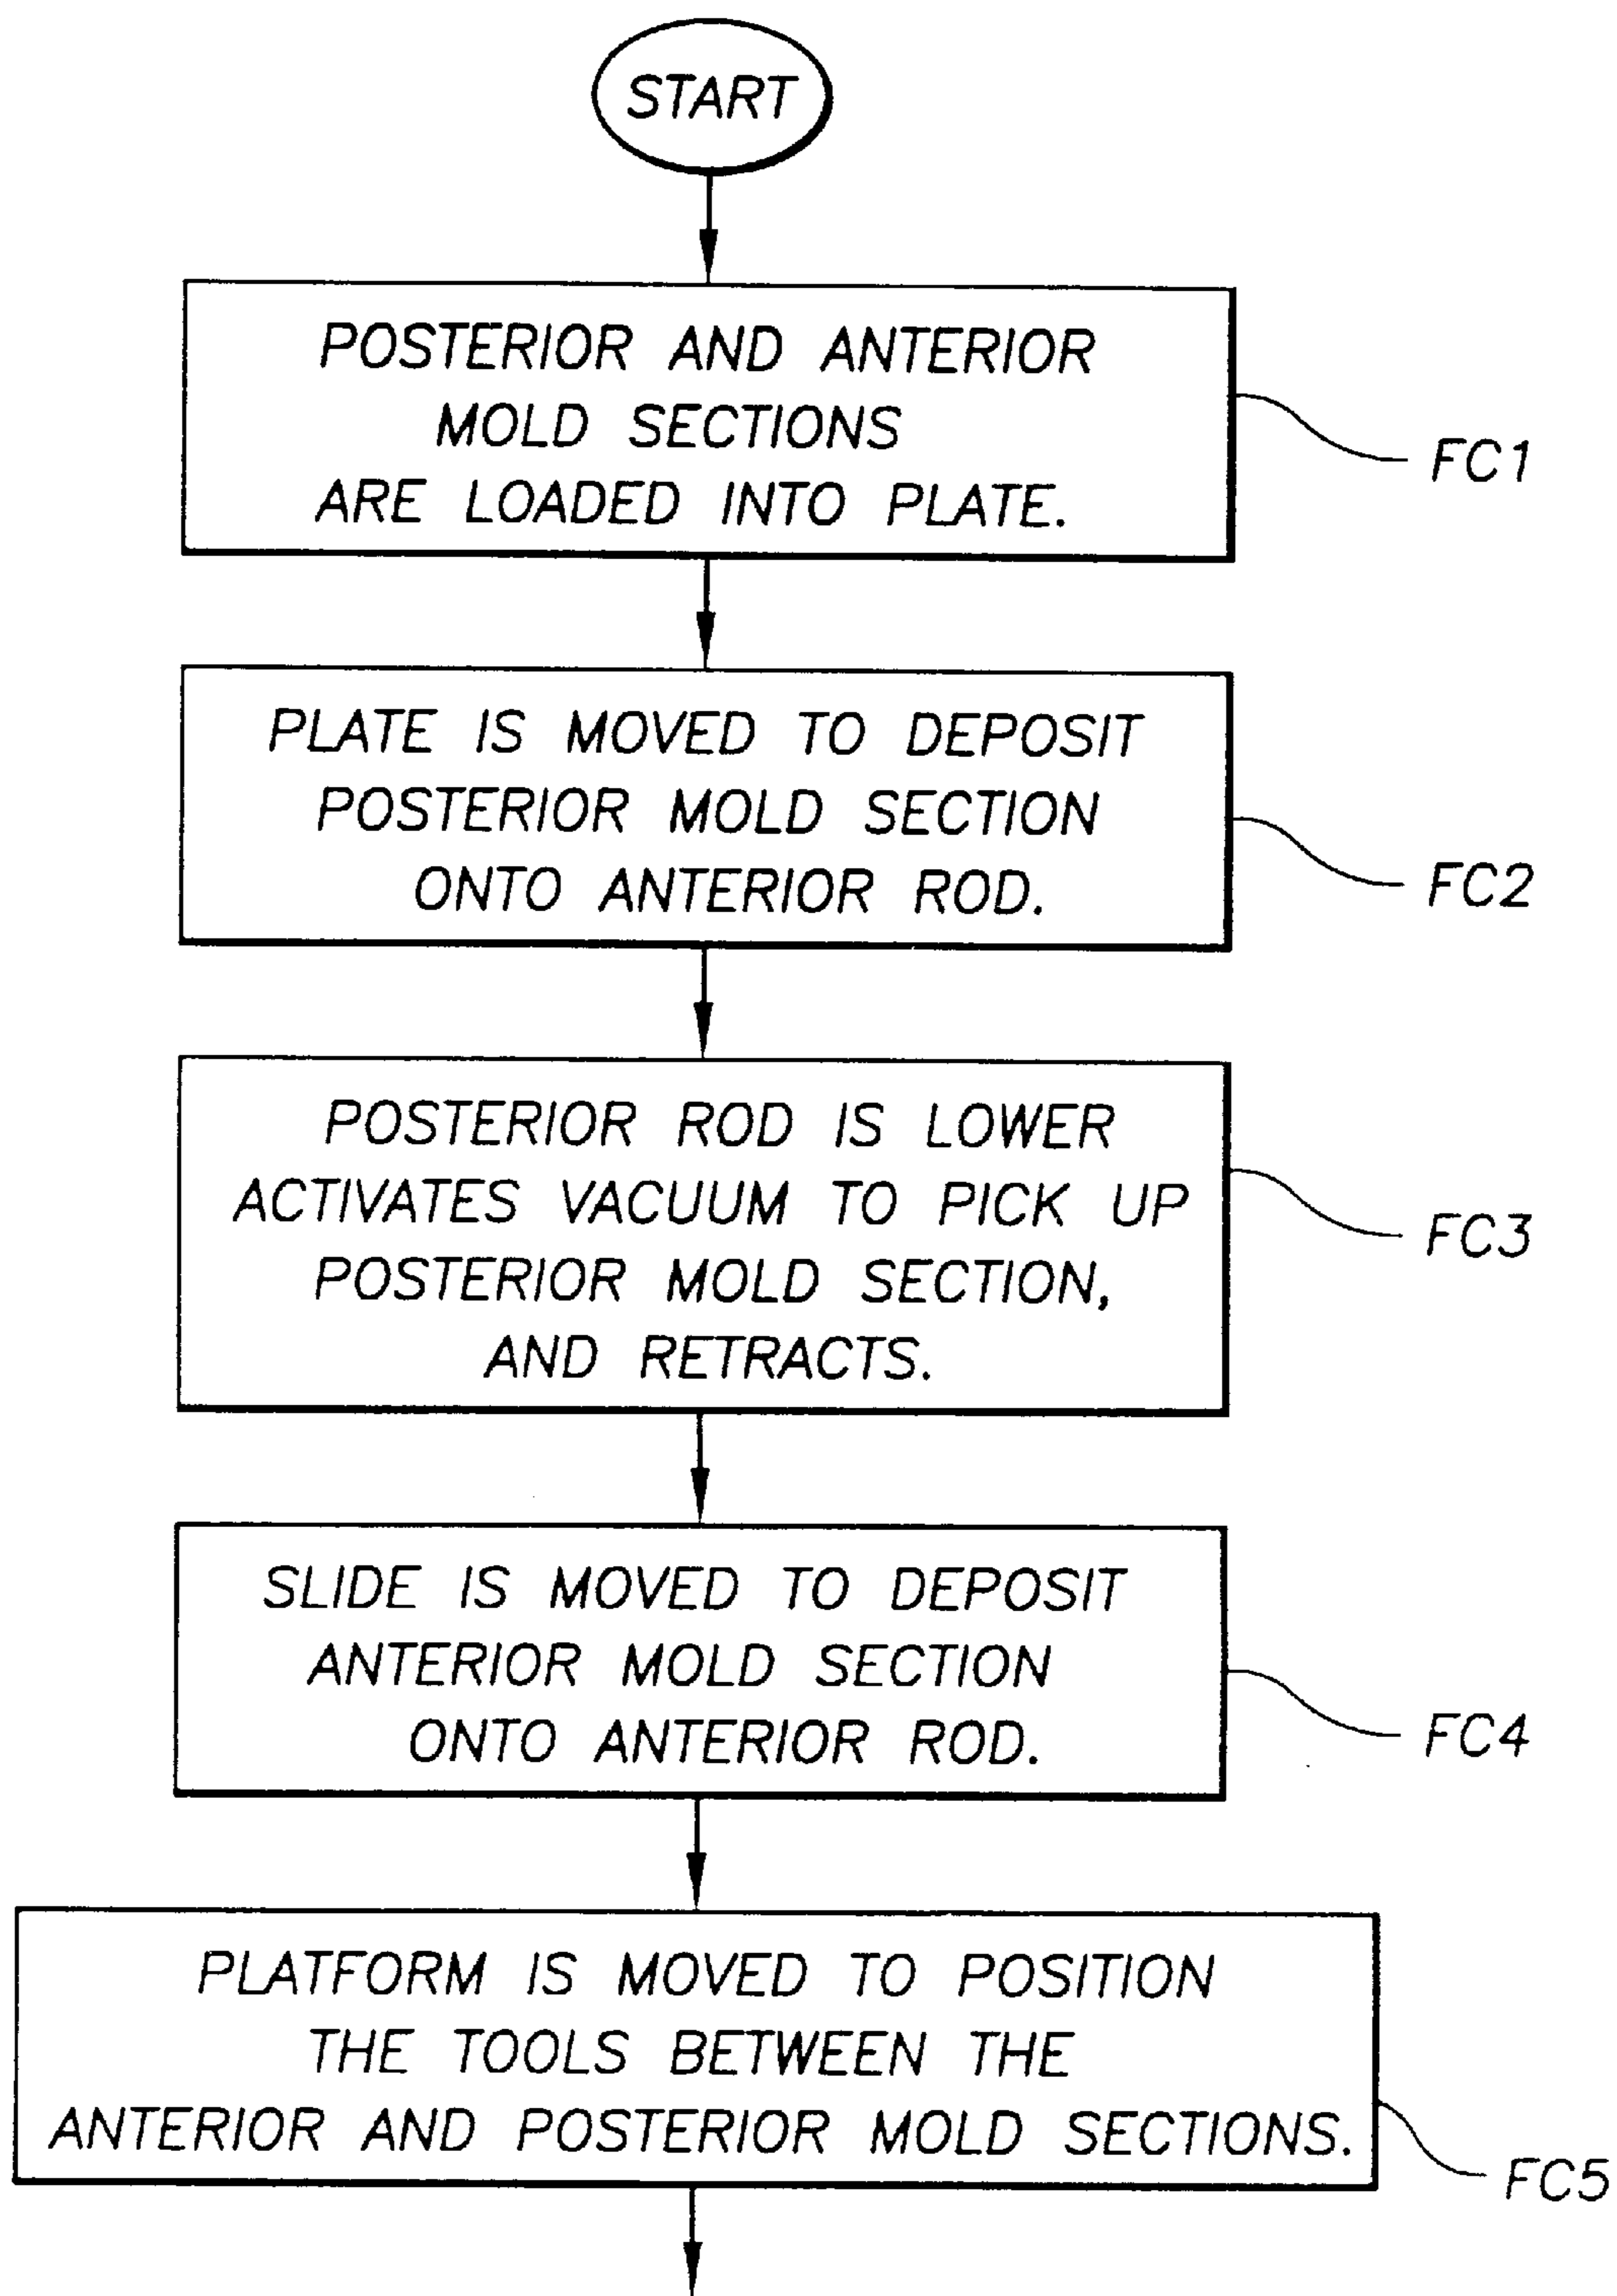 START
POSTERIOR AND ANTERIOR
MOLD SECTIONS
ARE LOADED INTO PLATE.
FC1
PLATE IS MOVED TO DEPOSIT
POSTERIOR MOLD SECTION
ONTO ANTERIOR ROD.
FC2
POSTERIOR ROD IS LOWER
ACTIVATES VACUUM TO PICK UP
POSTERIOR MOLD SECTION,
AND RETRACTS.
FC3
SLIDE IS MOVED TO DEPOSIT
ANTERIOR MOLD SECTION
ONTO ANTERIOR ROD.
FC4
PLATFORM IS MOVED TO POSITION
THE TOOLS BETWEEN THE
ANTERIOR AND POSTERIOR MOLD SECTIONS.
FC5